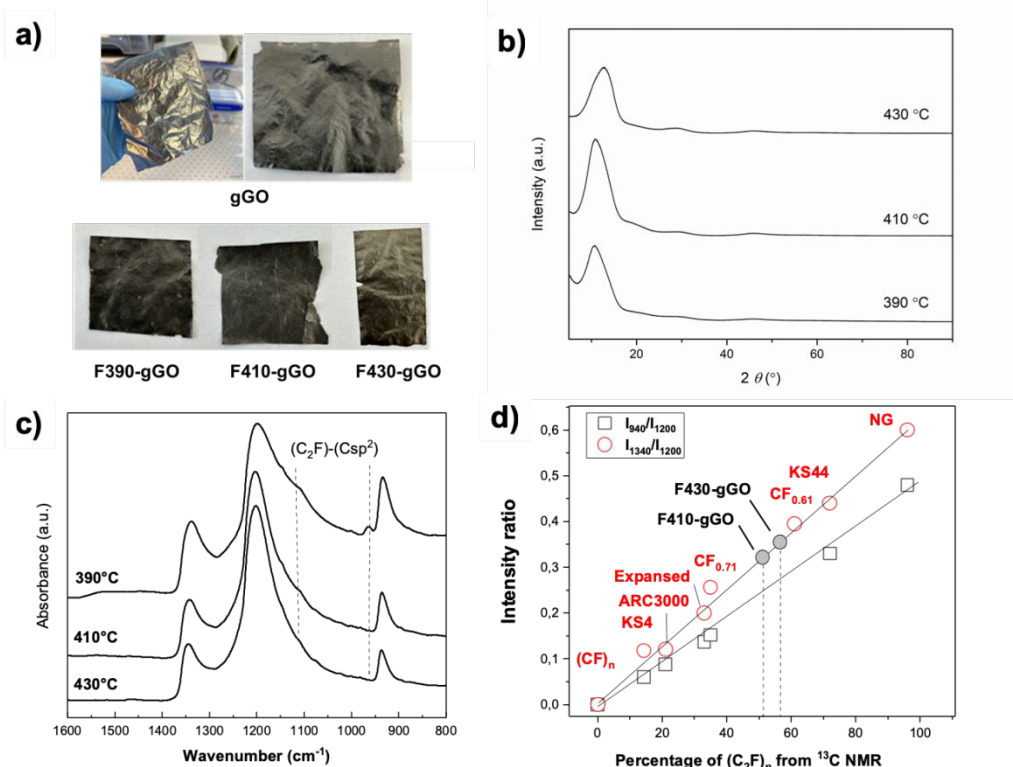 a)
gGO
F390-gGO F410-gGO F430-gGO
b)
Intensity (a.u.)
430 °C
410 °C
390 °C
20 40 60 80
2 θ (°)
c)
Absorbance (a.u.)
(C₂F)-(Csp²)
390°C
410°C
430°C
1600 1500 1400 1300 1200 1100 1000 900 800
Wavenumber (cm⁻¹)
d)
Intensity ratio
0,6
0,5
0,4
0,3
0,2
0,1
0,0
I₉₄₀/I₁₂₀₀
I₁₃₄₀/I₁₂₀₀
NG
KS44
CF₀.₆₁
F430-gGO
F410-gGO
CF₀.₇₁
Expansed
ARC3000
KS4
(CF)ₙ
0 20 40 60 80 100
Percentage of (C₂F)ₙ from ¹³C NMR